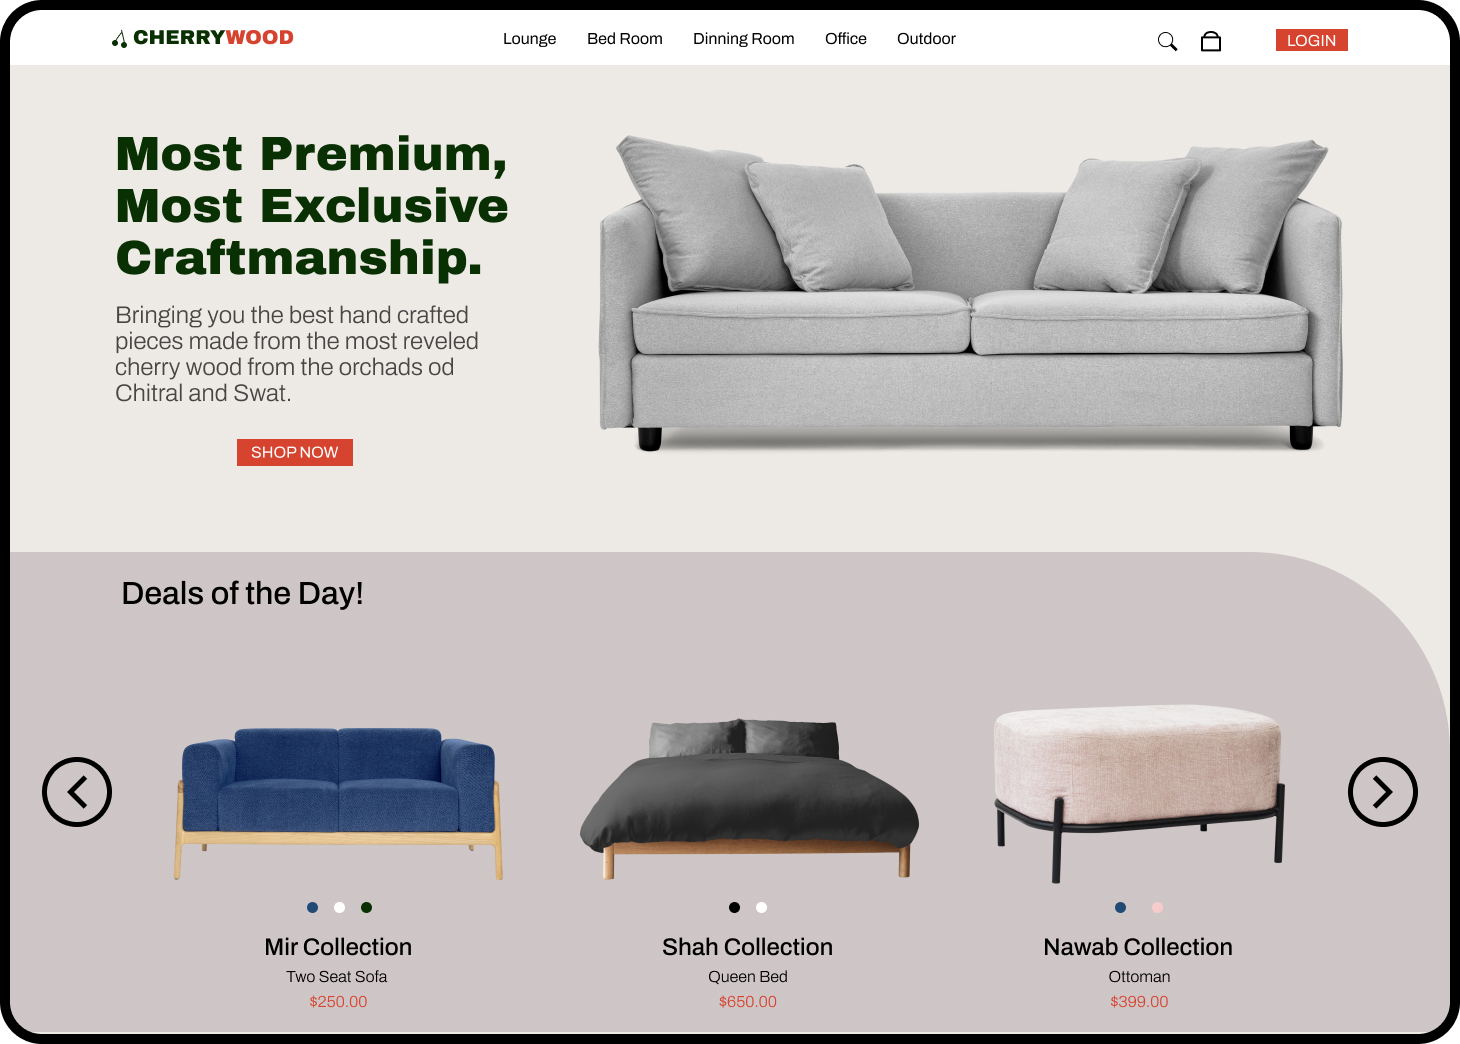 CHERRYWOOD
Lounge Bed Room Dinning Room Office Outdoor
LOGIN
Most Premium,
Most Exclusive
Craftmanship.
Bringing you the best hand crafted
pieces made from the most reveled
cherry wood from the orchads od
Chitral and Swat.
SHOP NOW
Deals of the Day!
Mir Collection
Two Seat Sofa
$250.00
Shah Collection
Queen Bed
$650.00
Nawab Collection
Ottoman
$399.00